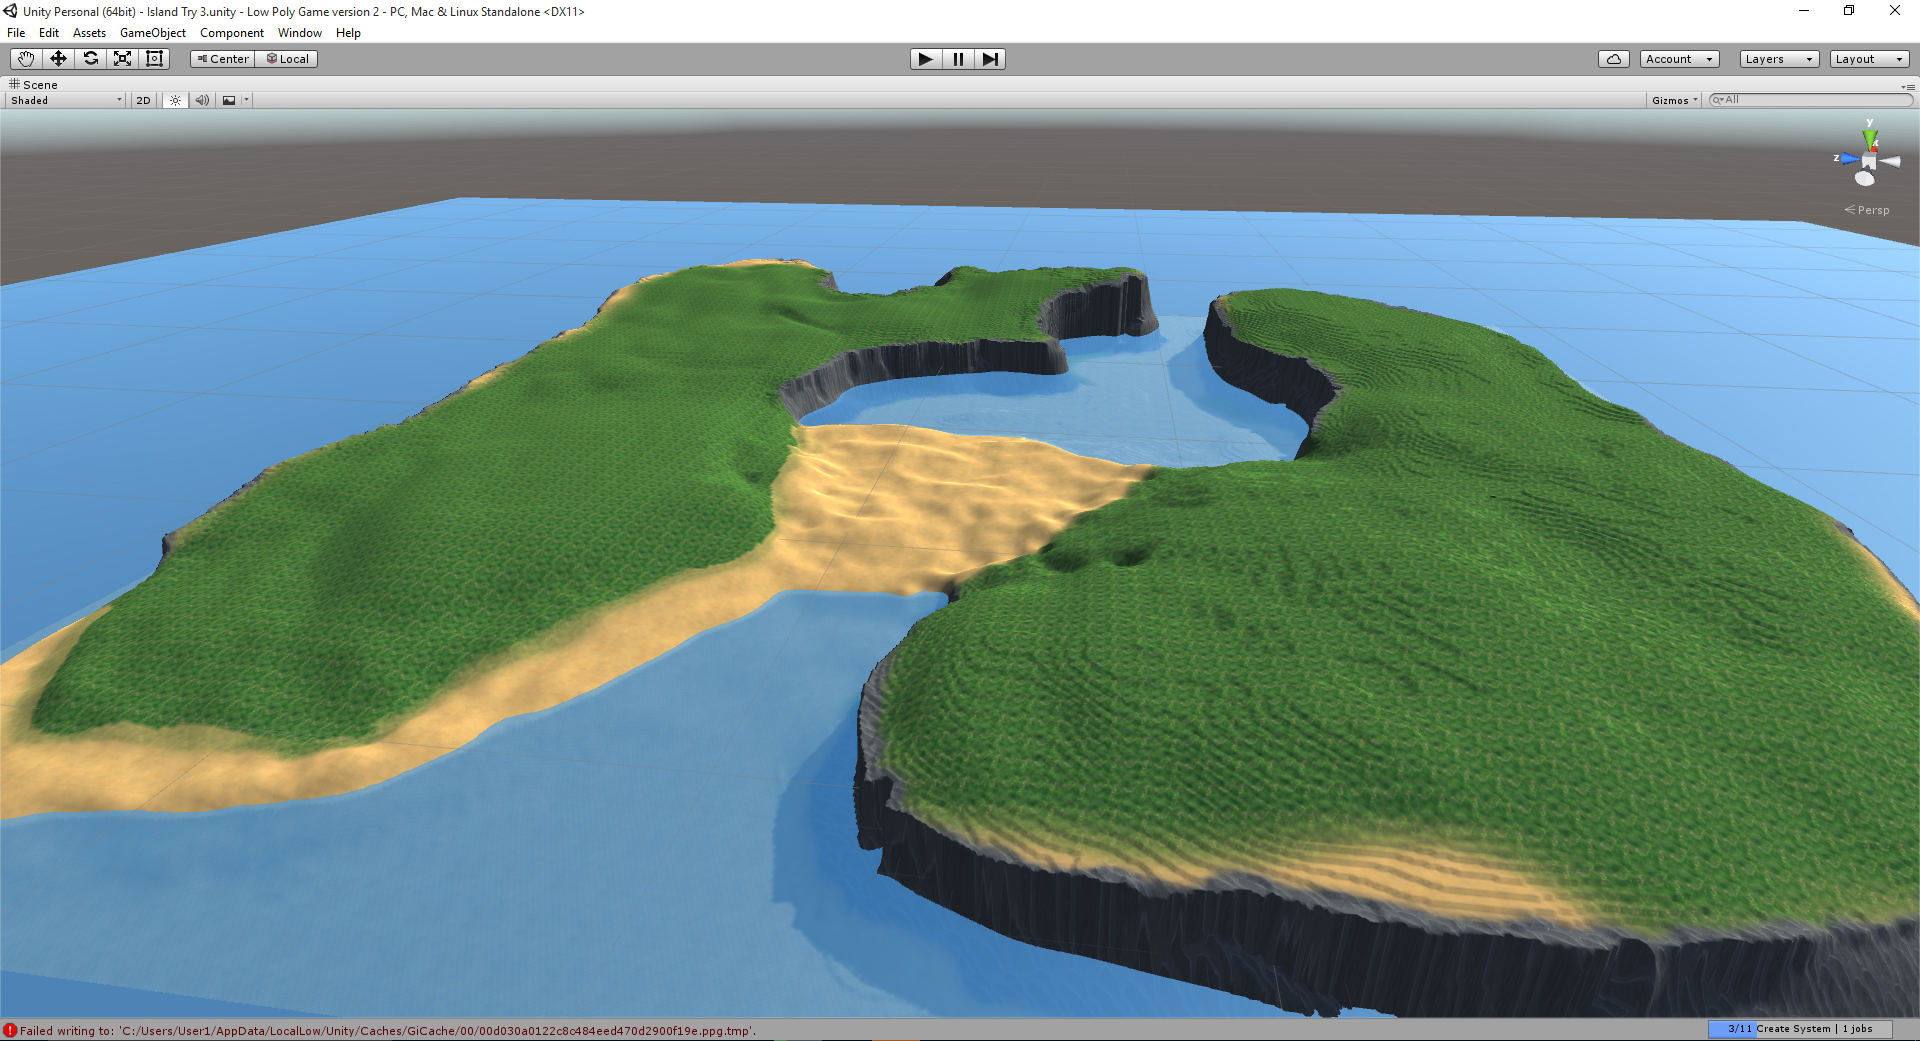 Unity Personal (64bit) - Island Try 3.unity - Low Poly Game version 2 - PC, Mac & Linux Standalone <DX11>
File Edit Assets GameObject Component Window Help
Center Local Account Layers Layout
Scene
Shaded 2D Gizmos All
y
x
z
Persp
Failed writing to: 'C:/Users/User1/AppData/LocalLow/Unity/Caches/GiCache/00/00d030a0122c8c484eed470d2900f19e.ppg.tmp'.
3/11 Create System | 1 jobs